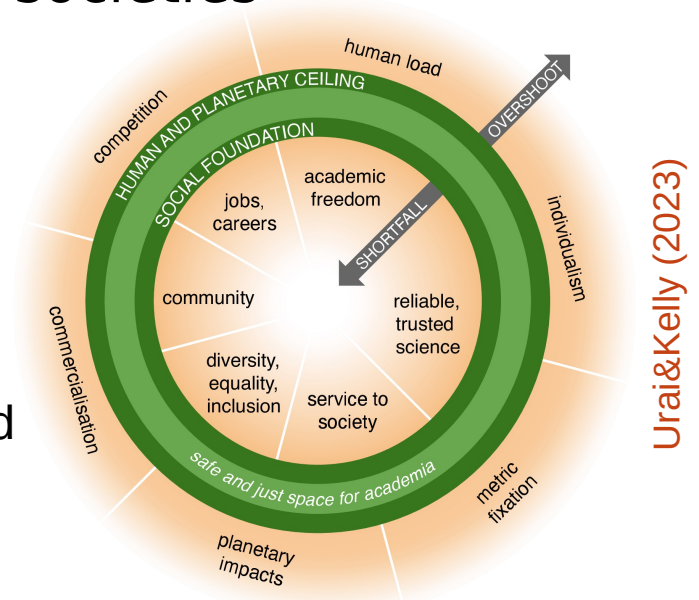 societies
human load
OVERSHOOT
competition
HUMAN AND PLANETARY CEILING
SOCIAL FOUNDATION
academic
freedom
jobs,
careers
SHORTFALL
individualism
community
reliable,
trusted
science
commercialisation
diversity,
equality,
inclusion
service to
society
d
safe and just space for academia
metric
fixation
planetary
impacts
Urai&Kelly (2023)